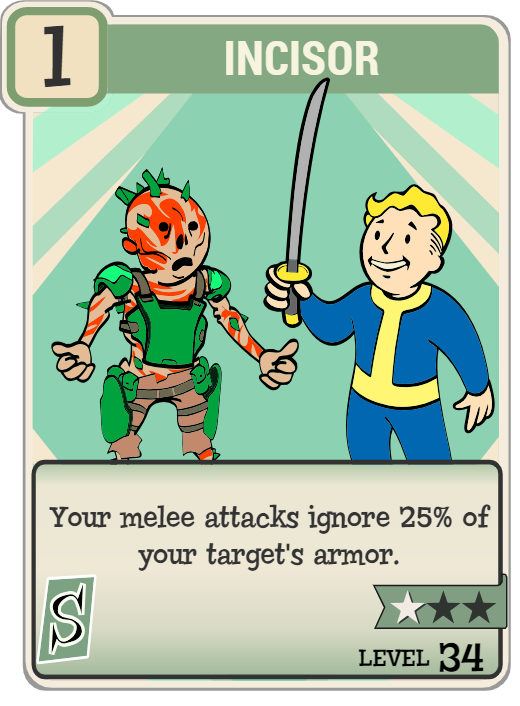 1
INCISOR
Your melee attacks ignore 25% of
your target's armor.
S
LEVEL 34